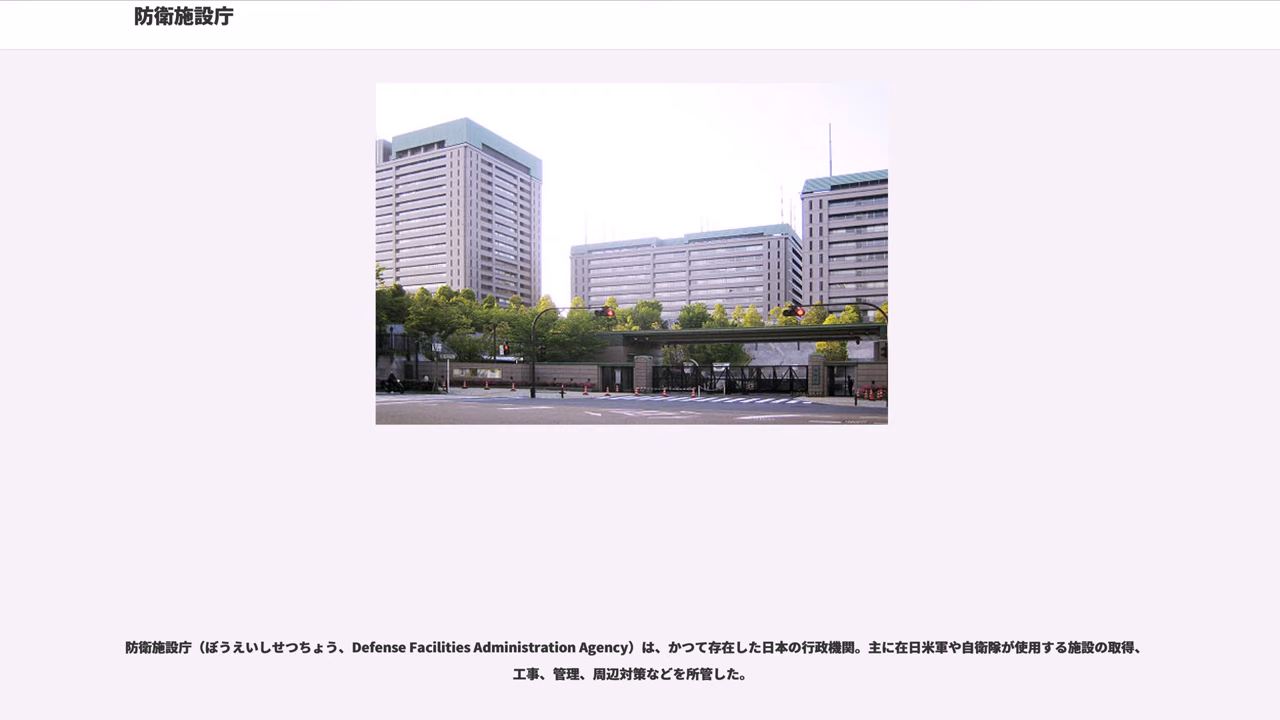 防衛施設庁
防衛施設庁（ぼうえいしせつちょう、Defense Facilities Administration Agency）は、かつて存在した日本の行政機関。主に在日米軍や自衛隊が使用する施設の取得、
工事、管理、周辺対策などを所管した。